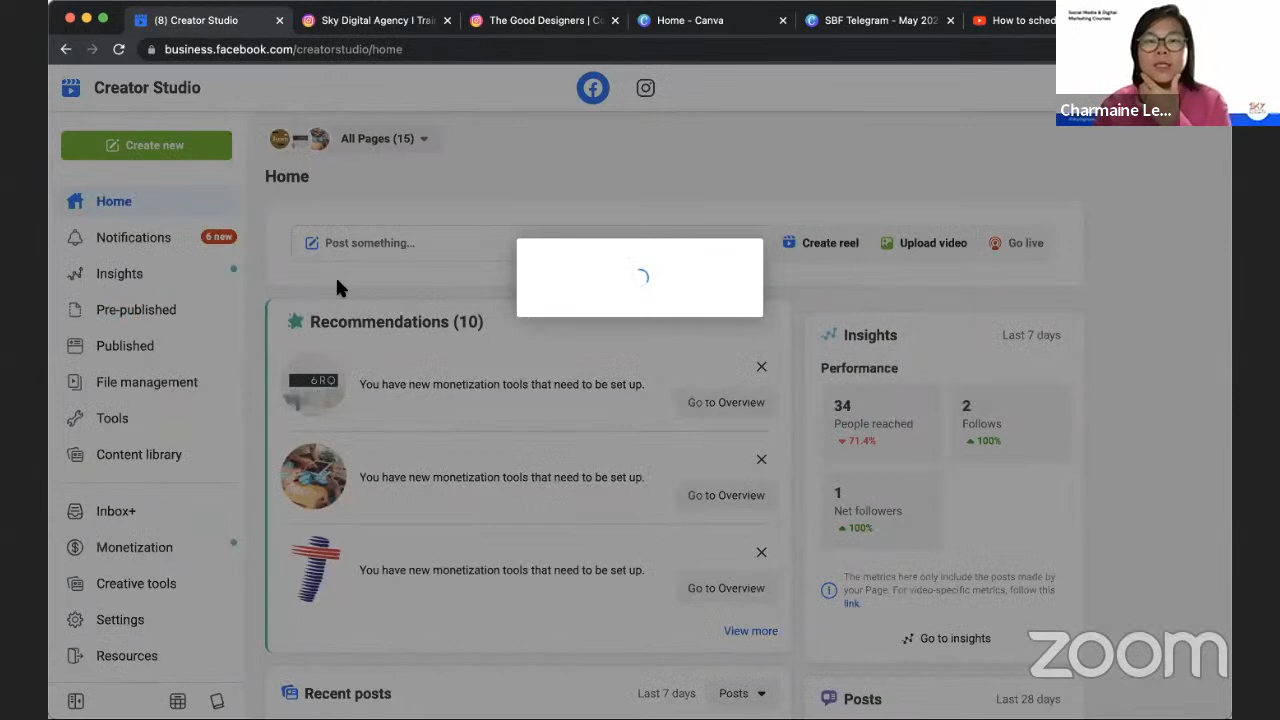 (8) Creator Studio
My Digital Trai
The Good Beer | C
Home - Canva
Telegram - May 202
How to sched
business.facebook.com/creatorstudio/home
Social Media & Digital
Marketing Courses
Charmaine Le...
SKY
Creator Studio
Create new
All Pages (15)
Home
Home
Notifications
6 new
Insights
Pre-published
Published
File management
Tools
Content library
Inbox+
Monetization
Creative tools
Settings
Resources
Post something...
Create reel
Upload video
Go live
Recommendations (10)
6RQ
You have new monetization tools that need to be set up.
Go to Overview
You have new monetization tools that need to be set up.
Go to Overview
You have new monetization tools that need to be set up.
Go to Overview
View more
Insights
Last 7 days
Performance
34
People reached
71.4%
2
Follows
100%
1
Net followers
100%
The metrics here only include the posts made by
your Page. For video-specific metrics, follow this
link.
Go to insights
Recent posts
Last 7 days
Posts
Posts
Last 28 days
zoom